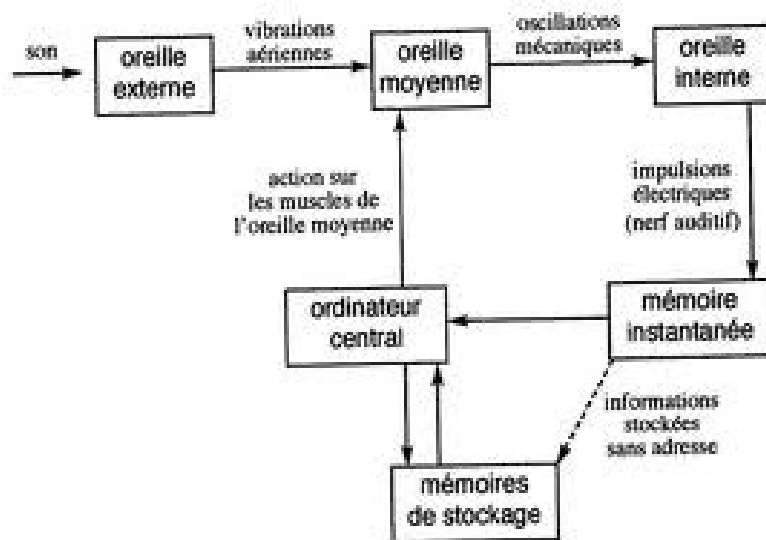 son
oreille
externe
vibrations
aériennes
oreille
moyenne
oscillations
mécaniques
oreille
interne
action sur
les muscles de
l'oreille moyenne
impulsions
électriques
(nerf auditif)
ordinateur
central
mémoire
instantanée
informations
stockées
sans adresse
mémoires
de stockage